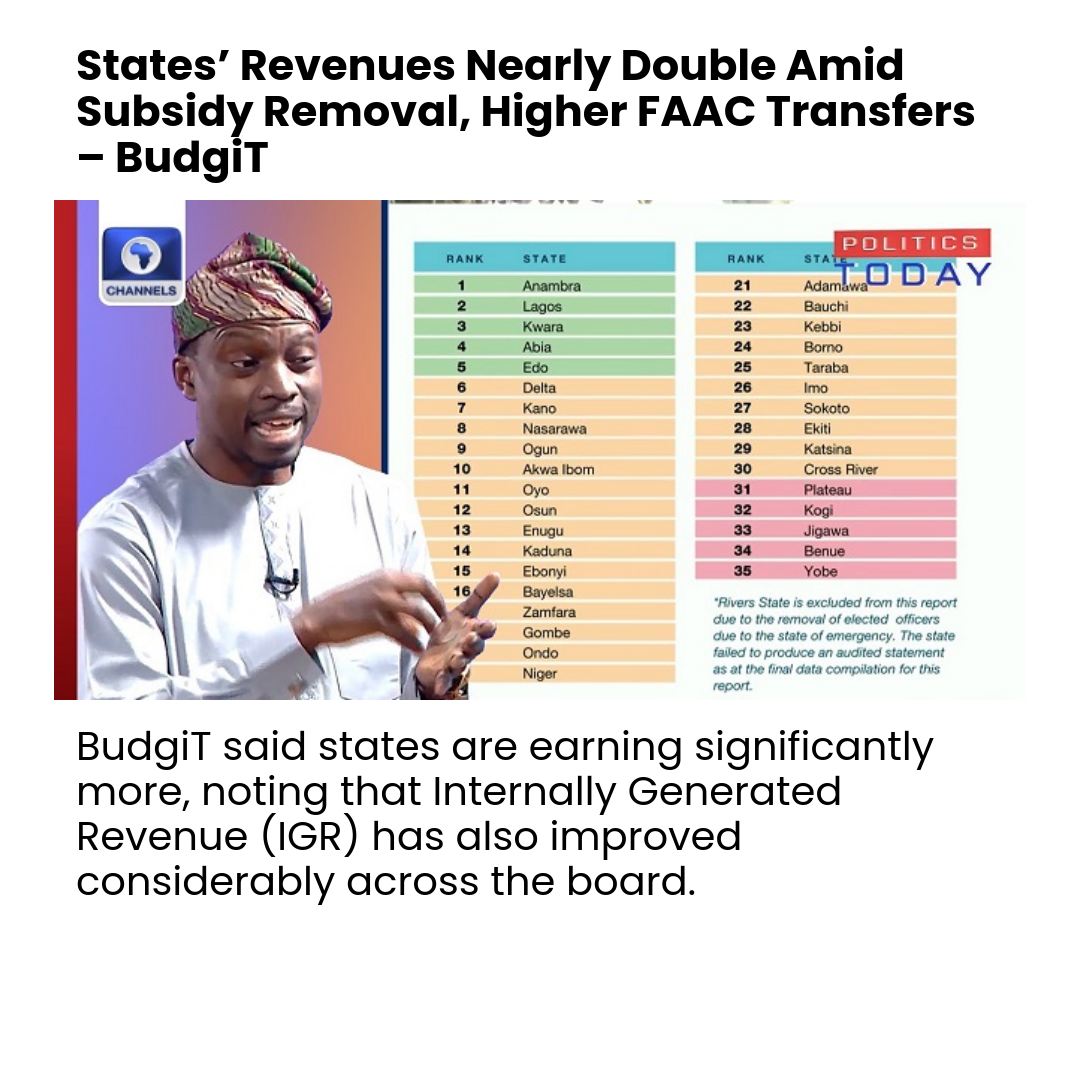 States’ Revenues Nearly Double Amid
Subsidy Removal, Higher FAAC Transfers
– BudgiT
CHANNELS
POLITICS
TODAY
RANK STATE
1 Anambra
2 Lagos
3 Kwara
4 Abia
5 Edo
6 Delta
7 Kano
8 Nasarawa
9 Ogun
10 Akwa Ibom
11 Oyo
12 Osun
13 Enugu
14 Kaduna
15 Ebonyi
16 Bayelsa
Zamfara
Gombe
Ondo
Niger
RANK STATE
21 Adamawa
22 Bauchi
23 Kebbi
24 Borno
25 Taraba
26 Imo
27 Sokoto
28 Ekiti
29 Katsina
30 Cross River
31 Plateau
32 Kogi
33 Jigawa
34 Benue
35 Yobe
*Rivers State is excluded from this report
due to the removal of elected officers
due to the state of emergency. The state
failed to produce an audited statement
as at the final data compilation for this
report.
BudgiT said states are earning significantly
more, noting that Internally Generated
Revenue (IGR) has also improved
considerably across the board.